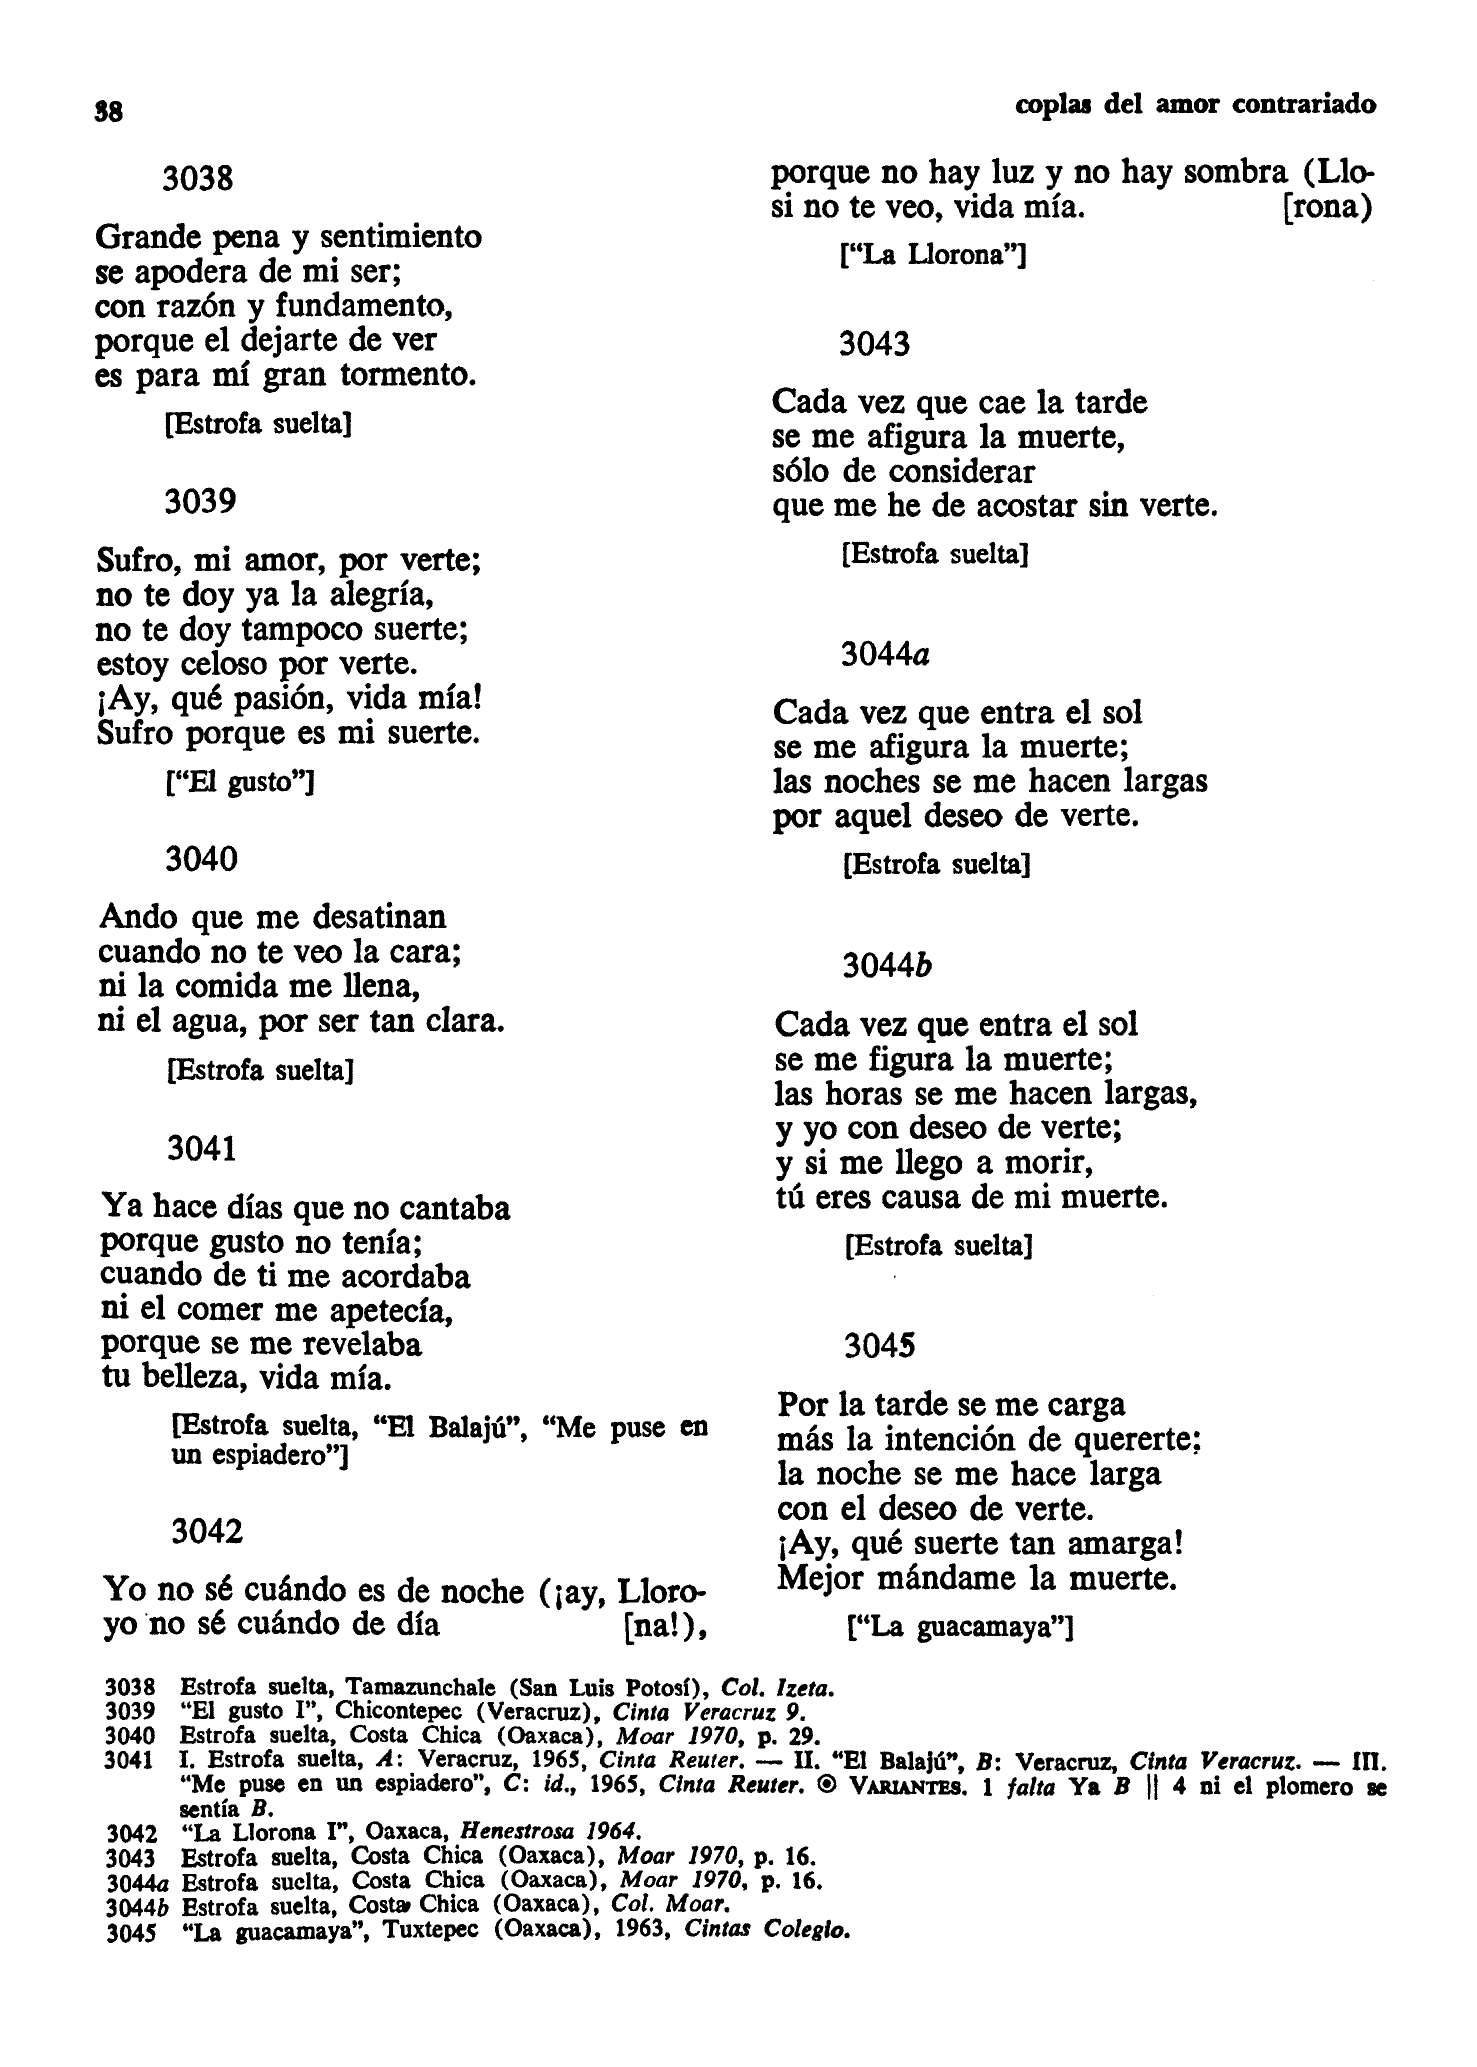 38
coplas del amor contrariado
3038
Grande pena y sentimiento
se apodera de mi ser;
con razón y fundamento,
porque el dejarte de ver
es para mí gran tormento.
[Estrofa suelta]
3039
Sufro, mi amor, por verte;
no te doy ya la alegría,
no te doy tampoco suerte;
estoy celoso por verte.
¡Ay, qué pasión, vida mía!
Sufro porque es mi suerte.
[“El gusto”]
3040
Ando que me desatinan
cuando no te veo la cara;
ni la comida me llena,
ni el agua, por ser tan clara.
[Estrofa suelta]
3041
Ya hace días que no cantaba
porque gusto no tenía;
cuando de ti me acordaba
ni el comer me apetecía,
porque se me revelaba
tu belleza, vida mía.
[Estrofa suelta, “El Balajú”, “Me puse en
un espiadero”]
3042
Yo no sé cuándo es de noche (¡ay, Lloro-
yo no sé cuándo de día [na!),
porque no hay luz y no hay sombra (Llo-
si no te veo, vida mía. [rona)
[“La Llorona”]
3043
Cada vez que cae la tarde
se me afigura la muerte,
sólo de considerar
que me he de acostar sin verte.
[Estrofa suelta]
3044a
Cada vez que entra el sol
se me afigura la muerte;
las noches se me hacen largas
por aquel deseo de verte.
[Estrofa suelta]
3044b
Cada vez que entra el sol
se me figura la muerte;
las horas se me hacen largas,
y yo con deseo de verte;
y si me llego a morir,
tú eres causa de mi muerte.
[Estrofa suelta]
3045
Por la tarde se me carga
más la intención de quererte;
la noche se me hace larga
con el deseo de verte.
¡Ay, qué suerte tan amarga!
Mejor mándame la muerte.
[“La guacamaya”]
3038 Estrofa suelta, Tamazunchale (San Luis Potosí), Col. Izeta.
3039 “El gusto I”, Chicontepec (Veracruz), Cinta Veracruz 9.
3040 Estrofa suelta, Costa Chica (Oaxaca), Moar 1970, p. 29.
3041 I. Estrofa suelta, A: Veracruz, 1965, Cinta Reuter. — II. “El Balajú”, B: Veracruz, Cinta Veracruz. — III.
“Me puse en un espiadero”, C: id., 1965, Cinta Reuter. ⊙ VARIANTES. 1 falta Ya B || 4 ni el plomero se
sentía B.
3042 “La Llorona I”, Oaxaca, Henestrosa 1964.
3043 Estrofa suelta, Costa Chica (Oaxaca), Moar 1970, p. 16.
3044a Estrofa suelta, Costa Chica (Oaxaca), Moar 1970, p. 16.
3044b Estrofa suelta, Costa Chica (Oaxaca), Col. Moar.
3045 “La guacamaya”, Tuxtepec (Oaxaca), 1963, Cintas Colegio.